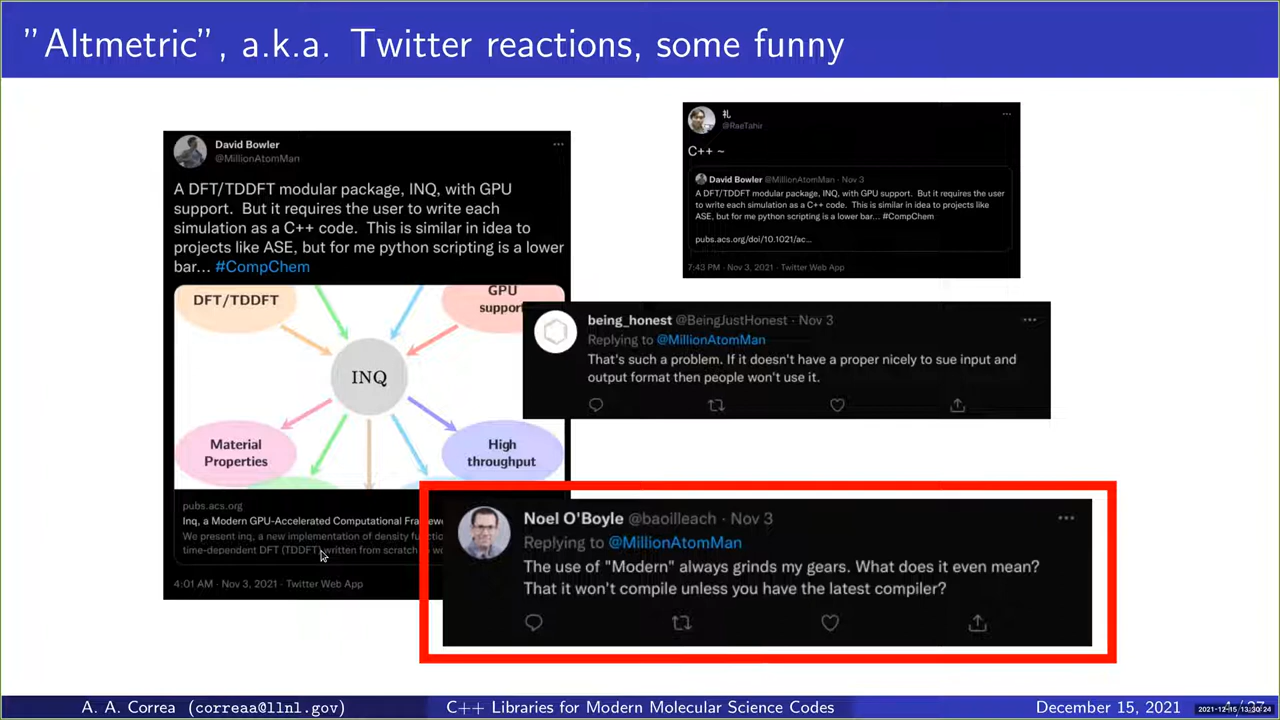 "Altmetric", a.k.a. Twitter reactions, some funny
David Bowler
@MillionAtomMan
A DFT/TDDFT modular package, INQ, with GPU
support. But it requires the user to write each
simulation as a C++ code. This is similar in idea to
projects like ASE, but for me python scripting is a lower
bar... #CompChem
DFT/TDDFT
GPU
support
INQ
Material
Properties
High
throughput
pubs.acs.org
Inq, a Modern GPU-Accelerated Computational Framew
We present inq, a new implementation of density functio
time-dependent DFT (TDDFT) written from scratch to wo
4:01 AM · Nov 3, 2021 · Twitter Web App
礼
@RaeTahir
C++ ~
David Bowler @MillionAtomMan · Nov 3
A DFT/TDDFT modular package, INQ, with GPU support. But it requires the user
to write each simulation as a C++ code. This is similar in idea to projects like
ASE, but for me python scripting is a lower bar... #CompChem
pubs.acs.org/doi/10.1021/ac...
7:43 PM · Nov 3, 2021 · Twitter Web App
being_honest @BeingJustHonest · Nov 3
Replying to @MillionAtomMan
That's such a problem. If it doesn't have a proper nicely to sue input and
output format then people won't use it.
Noel O'Boyle @baoilleach · Nov 3
Replying to @MillionAtomMan
The use of "Modern" always grinds my gears. What does it even mean?
That it won't compile unless you have the latest compiler?
A. A. Correa (correaa@llnl.gov)
C++ Libraries for Modern Molecular Science Codes
December 15, 2021
2021-12-15 13:30:24